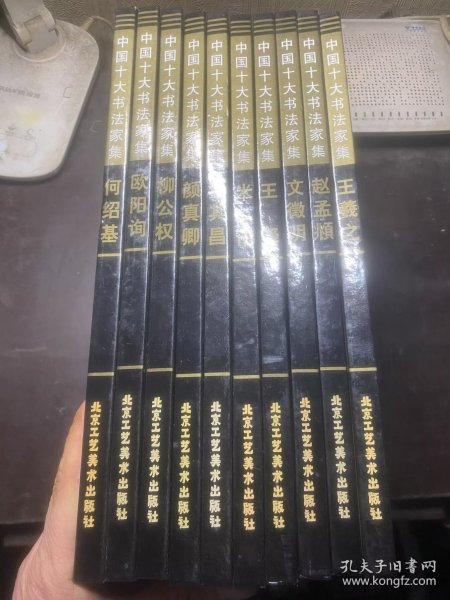 中国十大书法家集
何绍基
北京工艺美术出版社
中国十大书法家集
欧阳询
北京工艺美术出版社
中国十大书法家集
柳公权
北京工艺美术出版社
中国十大书法家集
颜真卿
北京工艺美术出版社
中国十大书法家集
昌
北京工艺美术出版社
中国十大书法家集
北京工艺美术出版社
中国十大书法家集
王
北京工艺美术出版社
中国十大书法家集
文徵明
北京工艺美术出版社
中国十大书法家集
赵孟頫
北京工艺美术出版社
中国十大书法家集
王羲之
北京工艺美术出版社
孔夫子旧书网
www.kongfz.com